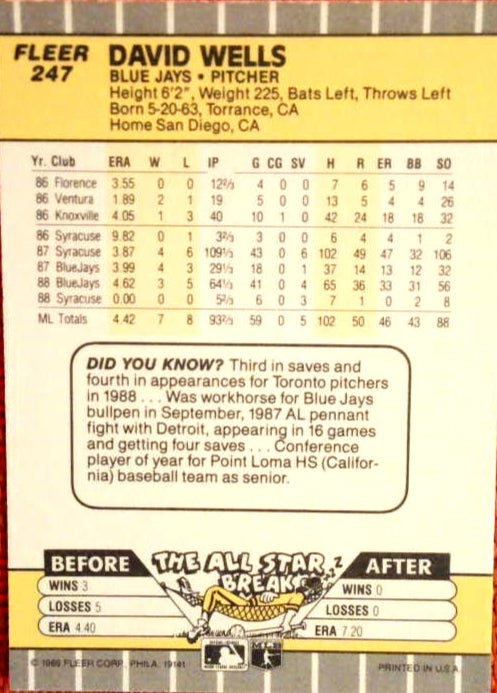 FLEER
247
DAVID WELLS
BLUE JAYS • PITCHER
Height 6'2", Weight 225, Bats Left, Throws Left
Born 5-20-63, Torrance, CA
Home San Diego, CA
Yr. Club ERA W L IP G CG SV H R ER BB SO
86 Florence 3.55 0 0 12⅔ 4 0 0 7 6 5 9 14
86 Ventura 1.89 2 1 19 5 0 0 13 5 4 4 26
86 Knoxville 4.05 1 3 40 10 1 0 42 24 18 18 32
86 Syracuse 9.82 0 1 3⅔ 3 0 0 6 4 4 1 2
87 Syracuse 3.87 4 6 109⅓ 43 0 6 102 49 47 32 106
87 BlueJays 3.99 4 3 29⅓ 18 0 1 37 14 13 12 32
88 BlueJays 4.62 3 5 64⅓ 41 0 4 65 36 33 31 56
88 Syracuse 0.00 0 0 5⅔ 6 0 3 7 1 0 2 8
ML Totals 4.42 7 8 93⅔ 59 0 5 102 50 46 43 88
DID YOU KNOW? Third in saves and
fourth in appearances for Toronto pitchers
in 1988 . . . Was workhorse for Blue Jays
bullpen in September, 1987 AL pennant
fight with Detroit, appearing in 16 games
and getting four saves . . . Conference
player of year for Point Loma HS (Califor-
nia) baseball team as senior.
BEFORE THE ALL STAR BREAK AFTER
WINS 3 WINS 0
LOSSES 5 LOSSES 0
ERA 4.40 ERA 7.20
© 1989 FLEER CORP., PHILA. 19141 PRINTED IN U.S.A.